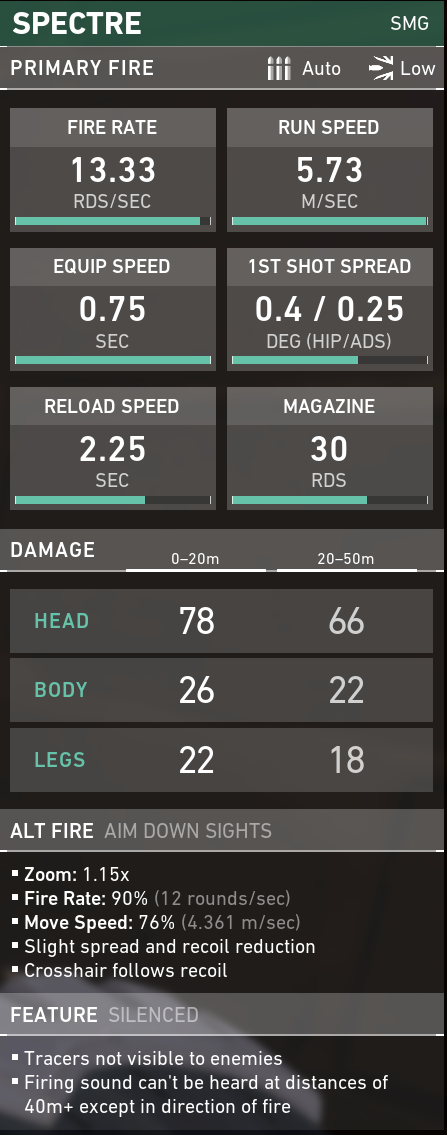 SPECTRE SMG
PRIMARY FIRE Auto Low
FIRE RATE RUN SPEED
13.33 5.73
RDS/SEC M/SEC
EQUIP SPEED 1ST SHOT SPREAD
0.75 0.4 / 0.25
SEC DEG (HIP/ADS)
RELOAD SPEED MAGAZINE
2.25 30
SEC RDS
DAMAGE 0–20m 20–50m
HEAD 78 66
BODY 26 22
LEGS 22 18
ALT FIRE AIM DOWN SIGHTS
▪ Zoom: 1.15x
▪ Fire Rate: 90% (12 rounds/sec)
▪ Move Speed: 76% (4.361 m/sec)
▪ Slight spread and recoil reduction
▪ Crosshair follows recoil
FEATURE SILENCED
▪ Tracers not visible to enemies
▪ Firing sound can't be heard at distances of
40m+ except in direction of fire